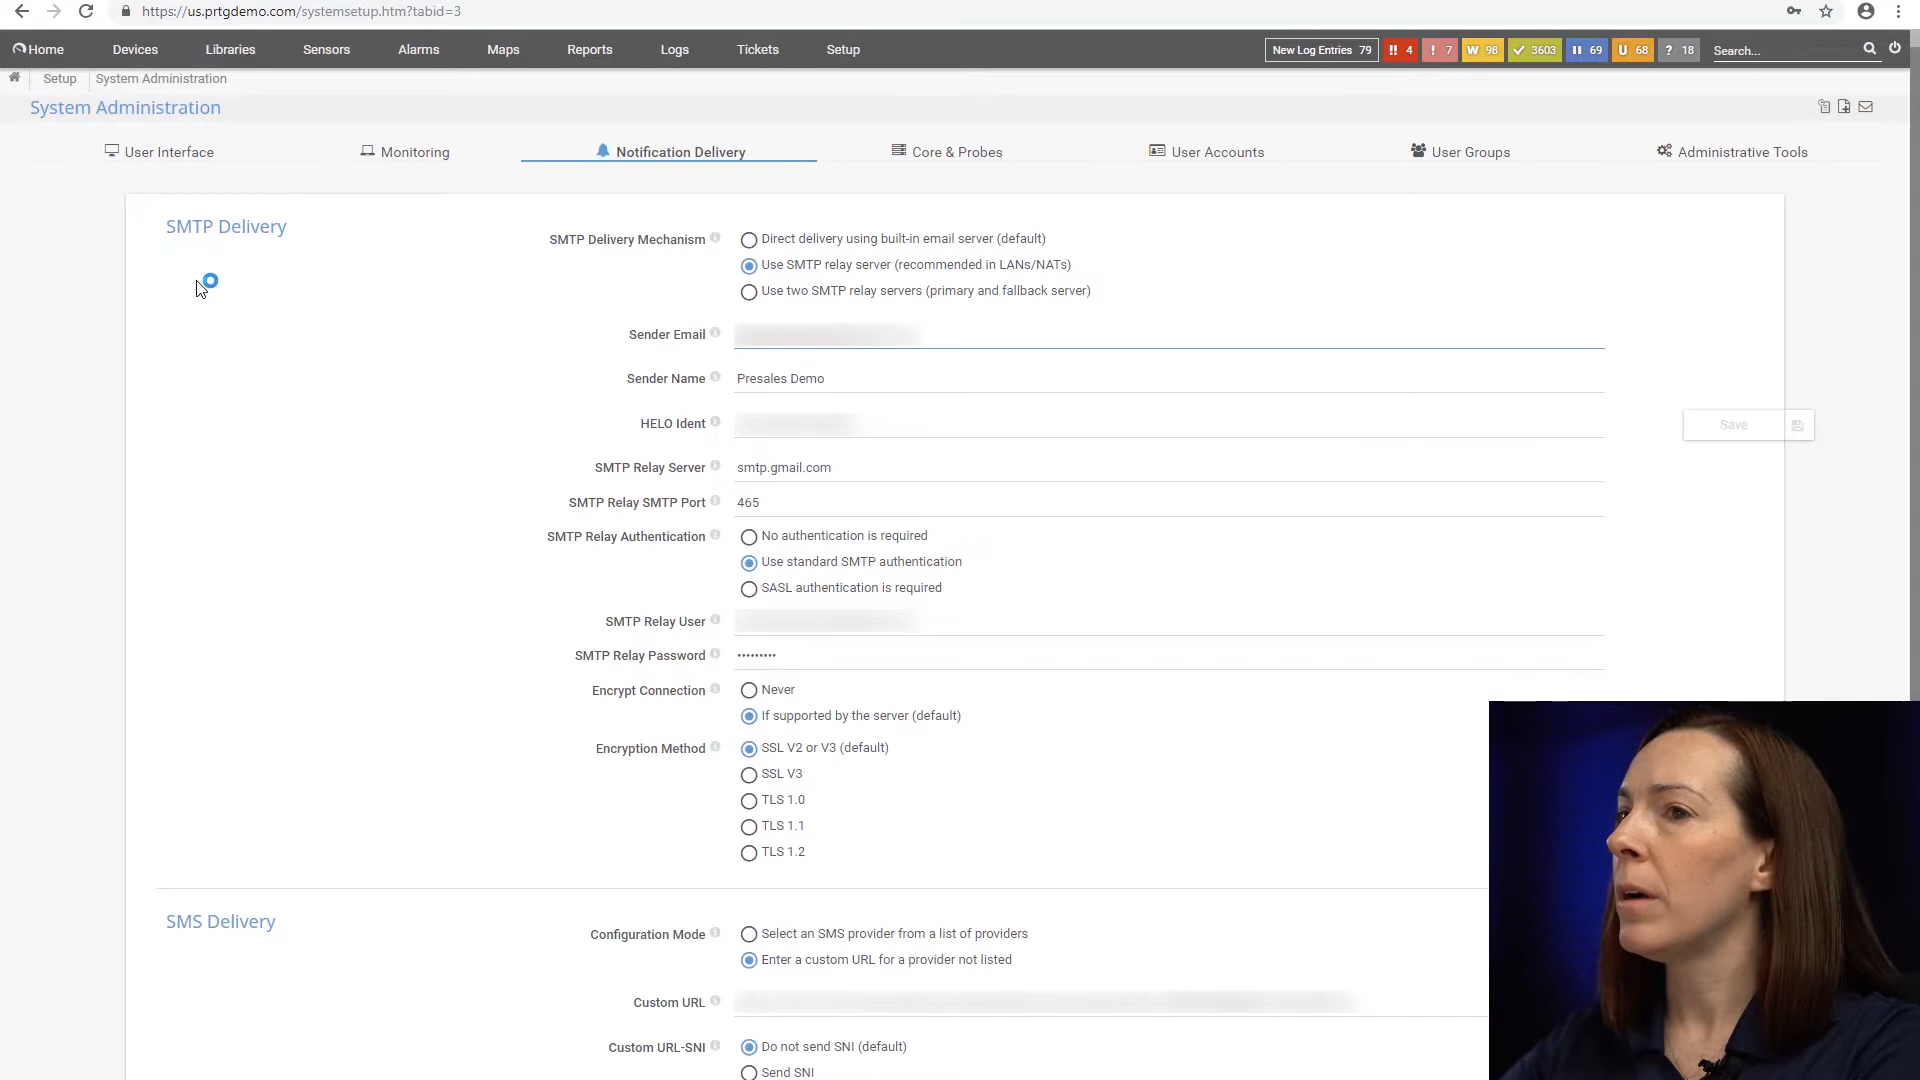 https://us.prtgdemo.com/systemsetup.htm?tabid=3
Home Devices Libraries Sensors Alarms Maps Reports Logs Tickets Setup New Log Entries 79 !! 4 ! 7 W 98 3603 69 U 68 ? 18 Search...
Setup System Administration
System Administration
User Interface Monitoring Notification Delivery Core & Probes User Accounts User Groups Administrative Tools
SMTP Delivery
SMTP Delivery Mechanism Direct delivery using built-in email server (default)
Use SMTP relay server (recommended in LANs/NATs)
Use two SMTP relay servers (primary and fallback server)
Sender Email
Sender Name Presales Demo
HELO Ident
Save
SMTP Relay Server smtp.gmail.com
SMTP Relay SMTP Port 465
SMTP Relay Authentication No authentication is required
Use standard SMTP authentication
SASL authentication is required
SMTP Relay User
SMTP Relay Password •••••••••
Encrypt Connection Never
If supported by the server (default)
Encryption Method SSL V2 or V3 (default)
SSL V3
TLS 1.0
TLS 1.1
TLS 1.2
SMS Delivery
Configuration Mode Select an SMS provider from a list of providers
Enter a custom URL for a provider not listed
Custom URL
Custom URL-SNI Do not send SNI (default)
Send SNI